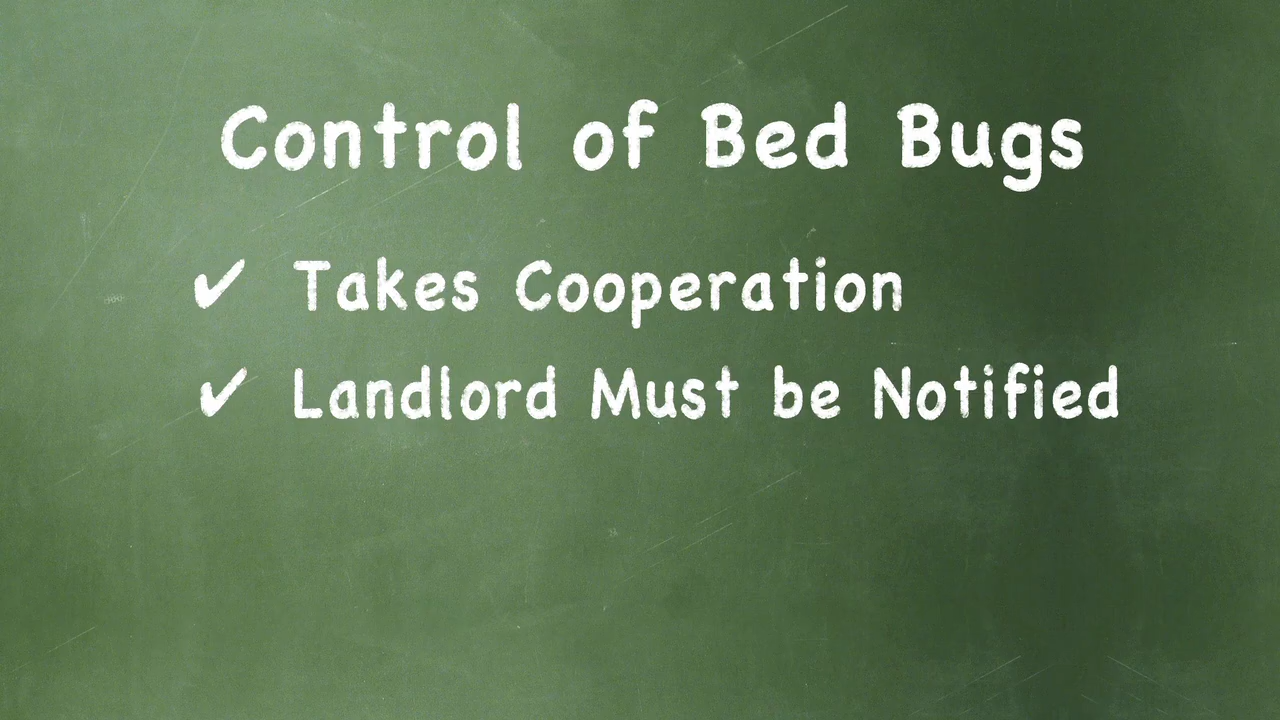 Control of Bed Bugs
✔ Takes Cooperation
✔ Landlord Must be Notified